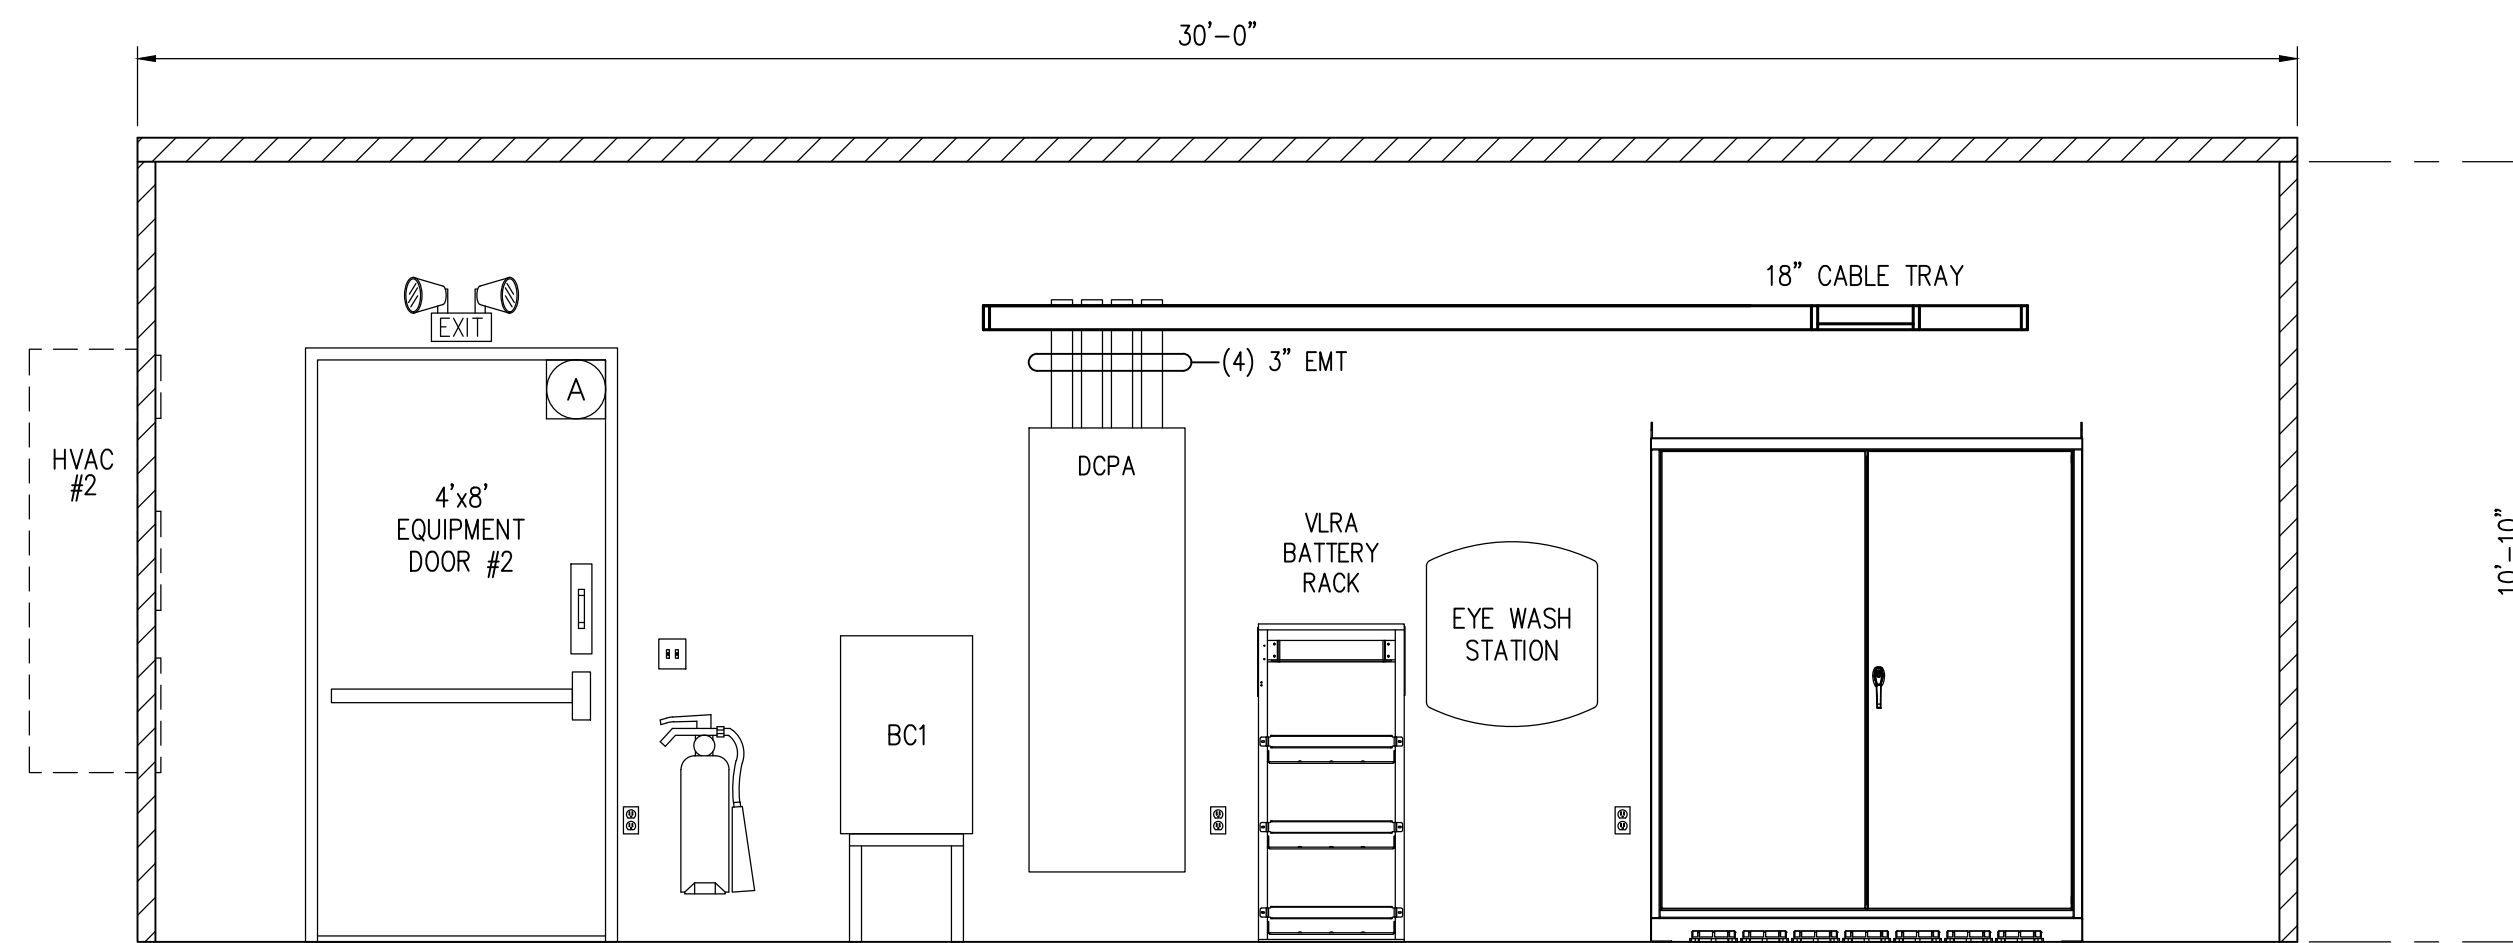 30'-0"
18" CABLE TRAY
EXIT
(4) 3" EMT
A
HVAC
#2
DCPA
4'x8'
EQUIPMENT
DOOR #2
VLRA
BATTERY
RACK
10'-10"
EYE WASH
STATION
BC1